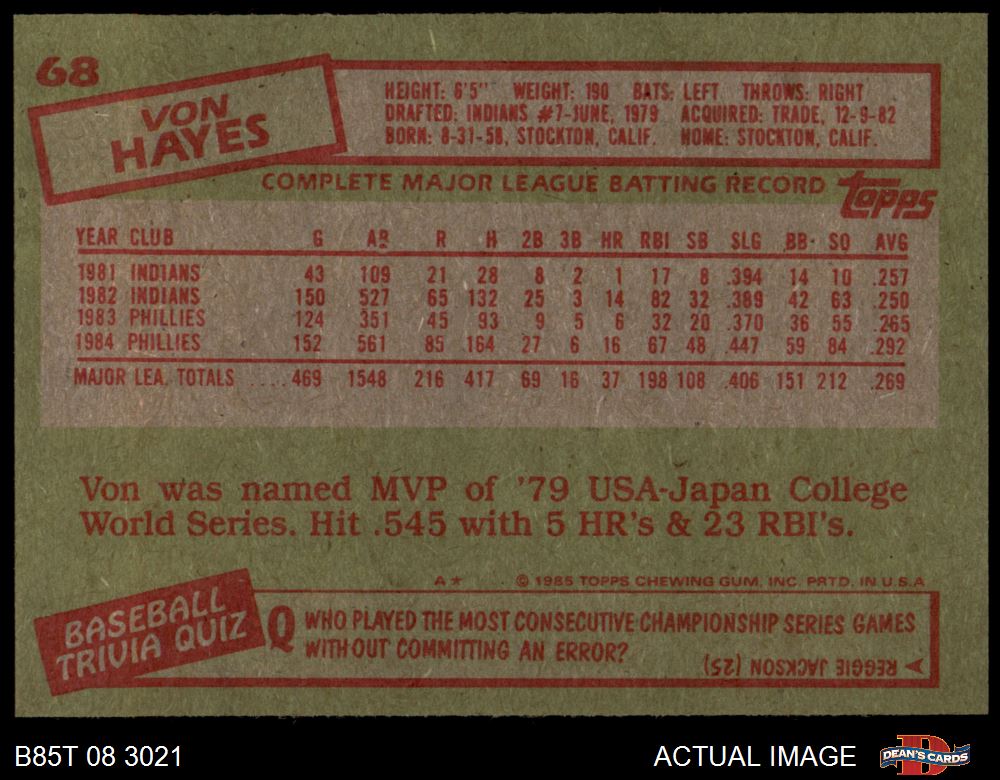 68
VON
HAYES
HEIGHT: 6'5" WEIGHT: 190 BATS: LEFT THROWS: RIGHT
DRAFTED: INDIANS #7-JUNE, 1979 ACQUIRED: TRADE, 12-9-82
BORN: 8-31-58, STOCKTON, CALIF. HOME: STOCKTON, CALIF.
COMPLETE MAJOR LEAGUE BATTING RECORD topps
YEAR CLUB G AB R H 2B 3B HR RBI SB SLG BB SO AVG
1981 INDIANS 43 109 21 28 8 2 1 17 8 .394 14 10 .257
1982 INDIANS 150 527 65 132 25 3 14 82 32 .389 42 63 .250
1983 PHILLIES 124 351 45 93 9 5 6 32 20 .370 36 55 .265
1984 PHILLIES 152 561 85 164 27 6 16 67 48 .447 59 84 .292
MAJOR LEA. TOTALS ..... 469 1548 216 417 69 16 37 198 108 .406 151 212 .269
Von was named MVP of '79 USA-Japan College
World Series. Hit .545 with 5 HR's & 23 RBI's.
A* © 1985 TOPPS CHEWING GUM, INC. PRTD. IN U.S.A
BASEBALL
TRIVIA QUIZ
Q WHO PLAYED THE MOST CONSECUTIVE CHAMPIONSHIP SERIES GAMES
WITHOUT COMMITTING AN ERROR?
REGGIE JACKSON (25)
B85T 08 3021 ACTUAL IMAGE DEAN'S CARDS